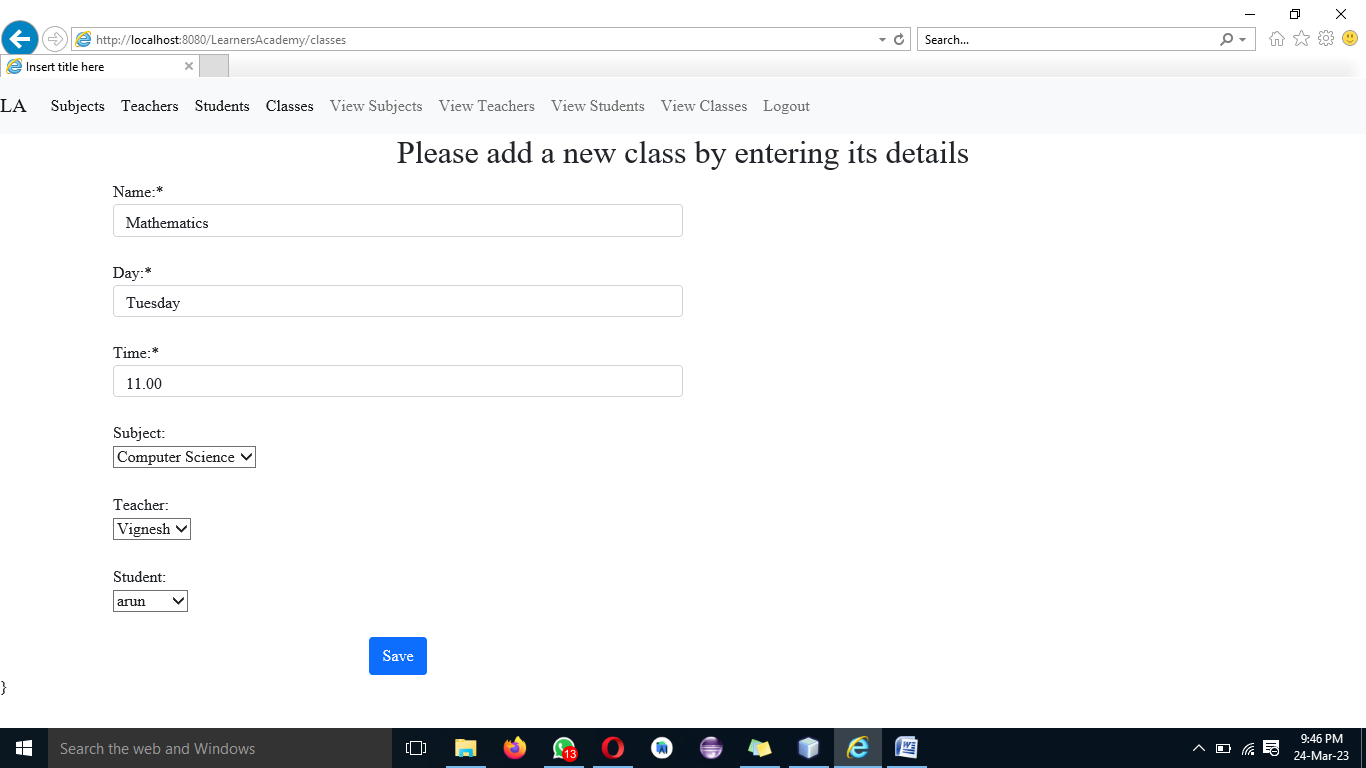 http://localhost:8080/LearnersAcademy/classes
Search...
Insert title here
LA Subjects Teachers Students Classes View Subjects View Teachers View Students View Classes Logout
Please add a new class by entering its details
Name:*
Mathematics
Day:*
Tuesday
Time:*
11.00
Subject:
Computer Science
Teacher:
Vignesh
Student:
arun
Save
}
Search the web and Windows
13
9:46 PM
24-Mar-23